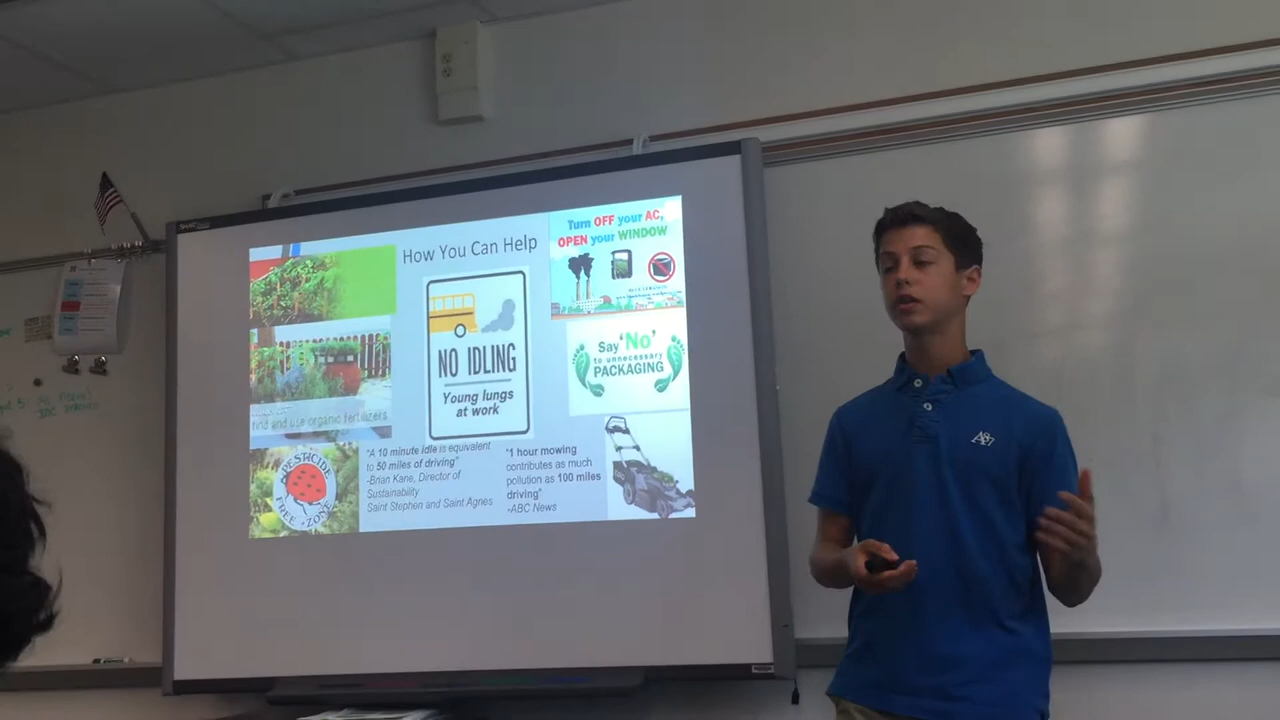 SMART
How You Can Help
Turn OFF your AC,
OPEN your WINDOW
NO IDLING
Young lungs
at work
Say 'No'
to unnecessary
PACKAGING
find and use organic fertilizers
PESTICIDE
FREE ZONE
"A 10 minute idle is equivalent
to 50 miles of driving"
-Brian Kane, Director of
Sustainability
Saint Stephen and Saint Agnes
"1 hour mowing
contributes as much
pollution as 100 miles
driving"
-ABC News
A87